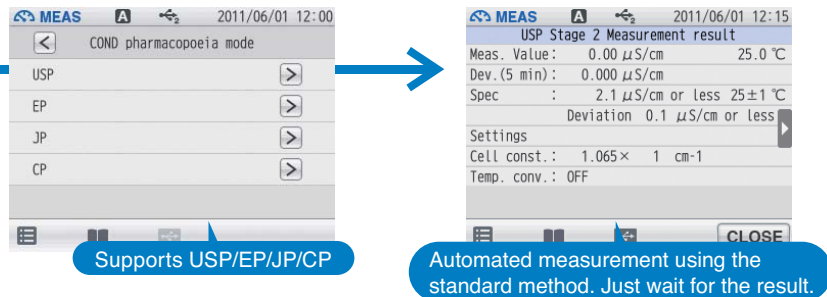 MEAS A 2 2011/06/01 12:00
< COND pharmacopoeia mode
USP >
EP >
JP >
CP >
Supports USP/EP/JP/CP
MEAS A 2 2011/06/01 12:15
USP Stage 2 Measurement result
Meas. Value: 0.00 μS/cm 25.0 ℃
Dev.(5 min): 0.000 μS/cm
Spec : 2.1 μS/cm or less 25±1 ℃
Deviation 0.1 μS/cm or less
Settings
Cell const.: 1.065× 1 cm-1
Temp. conv.: OFF
CLOSE
Automated measurement using the
standard method. Just wait for the result.